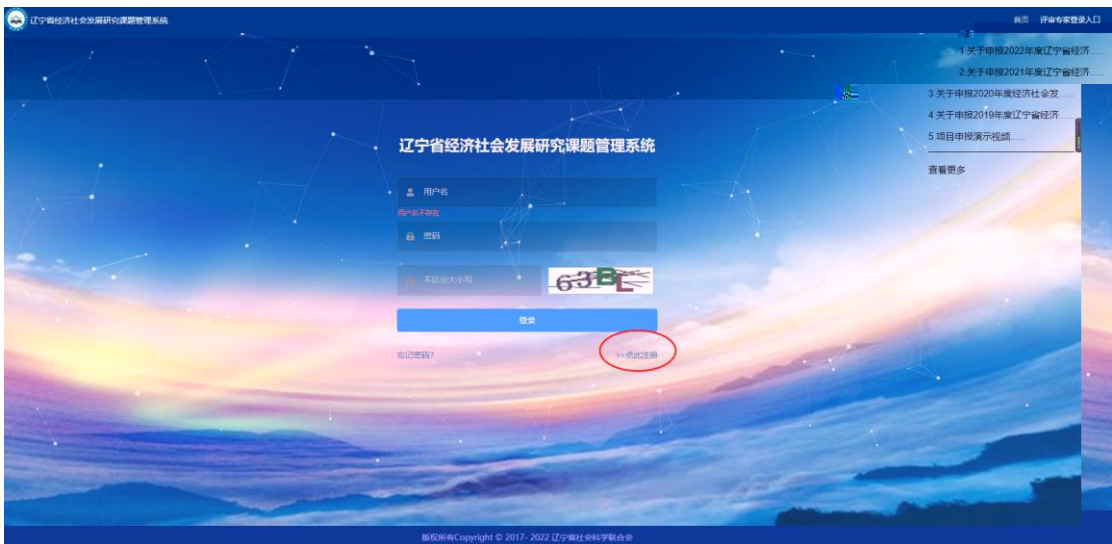 辽宁省经济社会发展研究课题管理系统
首页 评审专家登录入口
1.关于申报2022年度辽宁省经济......
2.关于申报2021年度辽宁省经济......
3.关于申报2020年度经济社会发......
4.关于申报2019年度辽宁省经济......
5.项目申报演示视频......
查看更多
辽宁省经济社会发展研究课题管理系统
用户名
用户名不存在
密码
不区分大小写
63BE
登录
忘记密码? >>点此注册
版权所有Copyright © 2017- 2022 辽宁省社会科学联合会